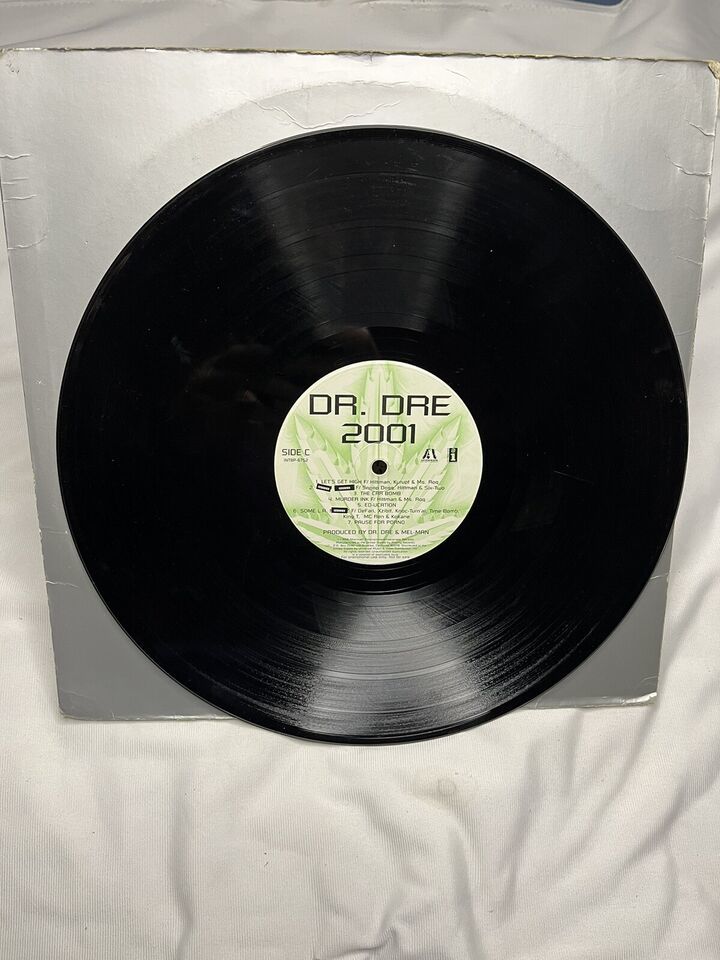 DR. DRE
2001
SIDE C
INTBP-6752
LET'S GET HIGH F/ Hittman, Kurupt & Ms. Roq
F/ Snoop Dogg, Hittman & Six-Two
3. THE CAR BOMB
4. MURDER INK F/ Hittman & Ms. Roq
5. ED-UCATION
6. SOME L.A. F/ Defari, Xzibit, Knoc-Turn'al, Time Bomb,
King T, MC Ren & Kokane
7. PAUSE FOR PORNO
PRODUCED BY DR. DRE & MEL-MAN